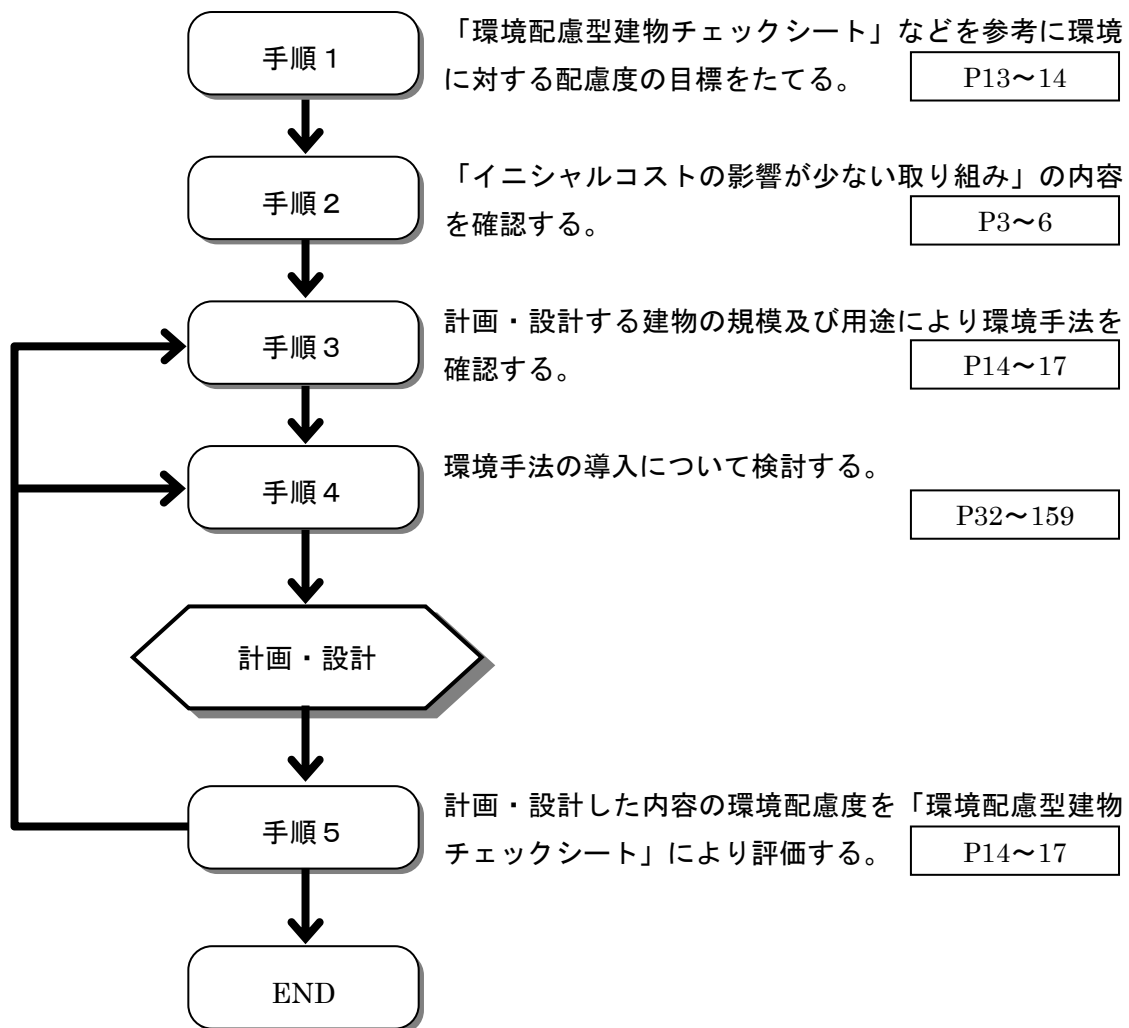 手順１
「環境配慮型建物チェックシート」などを参考に環境
に対する配慮度の目標をたてる。
P13～14
手順２
「イニシャルコストの影響が少ない取り組み」の内容
を確認する。
P3～6
手順３
計画・設計する建物の規模及び用途により環境手法を
確認する。
P14～17
手順４
環境手法の導入について検討する。
P32～159
計画・設計
手順５
計画・設計した内容の環境配慮度を「環境配慮型建物
チェックシート」により評価する。
P14～17
END